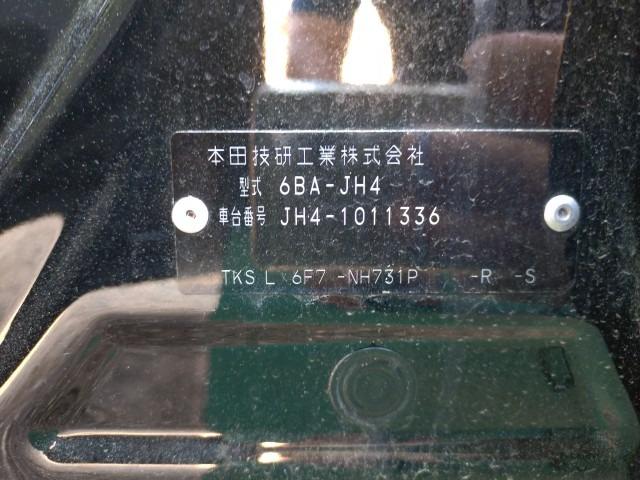 本田技研工業株式会社
型式 6BA-JH4
車台番号 JH4-1011336
TKS L 6F7 -NH731P -R -S